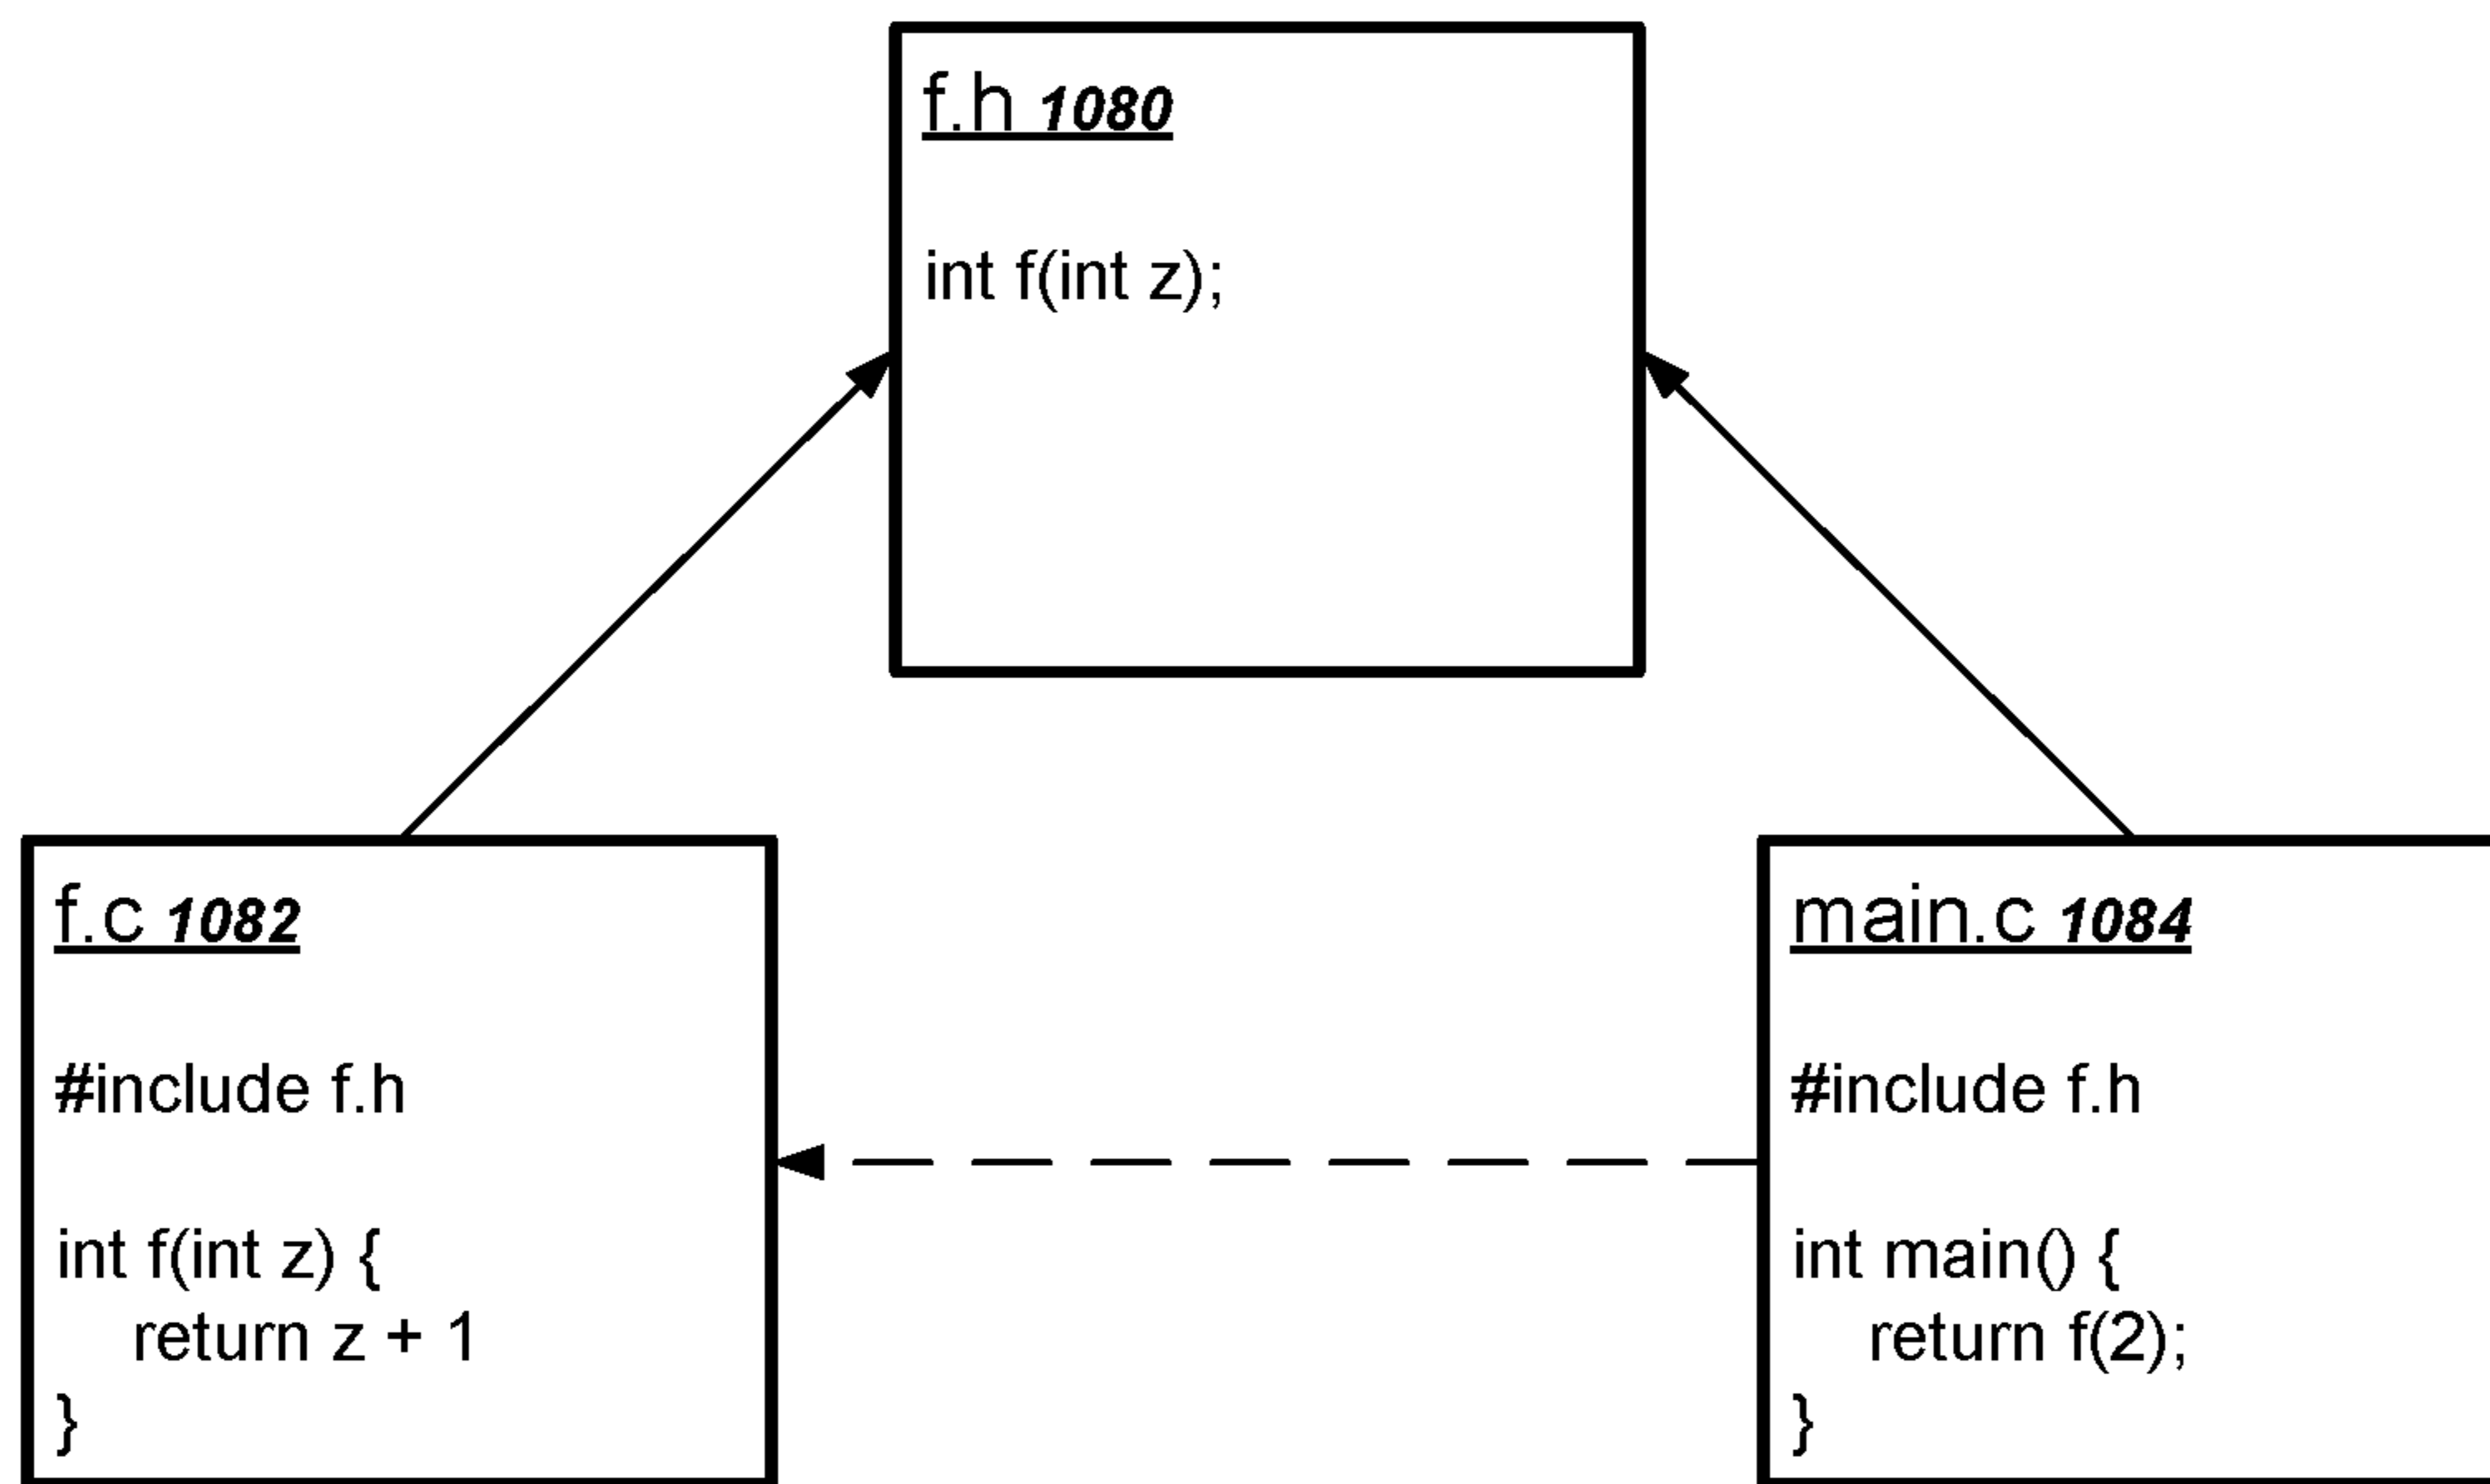 f.h 1080
int f(int z);
f.c 1082
#include f.h
int f(int z) {
return z + 1
}
main.c 1084
#include f.h
int main() {
return f(2);
}